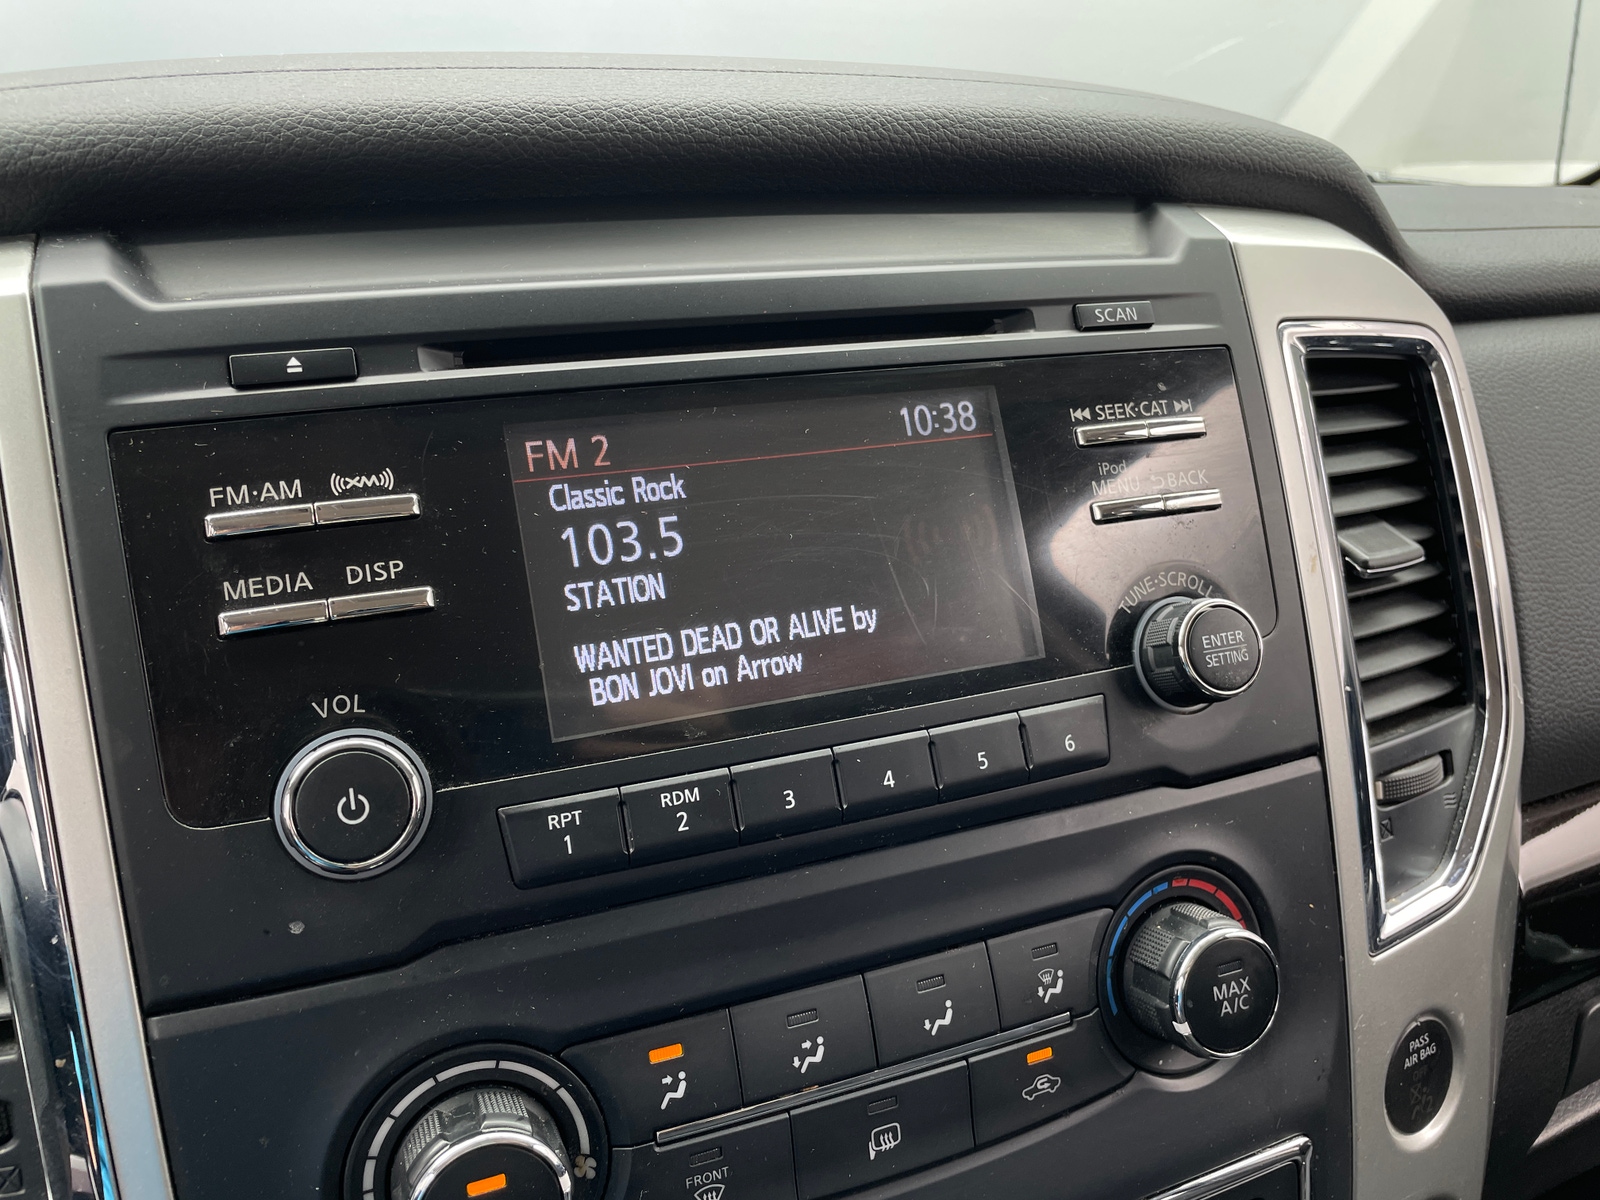 SCAN
FM 2
10:38
SEEK·CAT
Classic Rock
FM·AM
((XM))
103.5
iPod
MENU
BACK
STATION
MEDIA
DISP
TUNE·SCROLL
WANTED DEAD OR ALIVE by
BON JOVI on Arrow
ENTER
SETTING
VOL
RPT
1
RDM
2
3
4
5
6
MAX
A/C
PASS
AIR BAG
FRONT